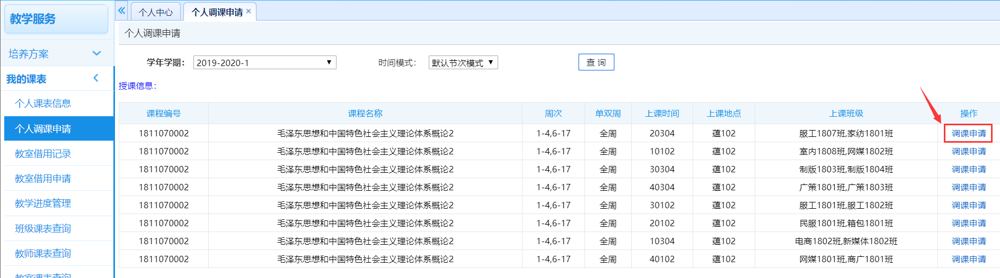 教学服务
培养方案
我的课表
个人课表信息
个人调课申请
教室借用记录
教室借用申请
教学进度管理
班级课表查询
教师课表查询
教室课表查询
个人中心 个人调课申请 ×
个人调课申请
学年学期： 2019-2020-1 时间模式： 默认节次模式 查 询
授课信息：
课程编号 课程名称 周次 单双周 上课时间 上课地点 上课班级 操作
1811070002 毛泽东思想和中国特色社会主义理论体系概论2 1-4,6-17 全周 20304 蕴102 服工1807班,家纺1801班 调课申请
1811070002 毛泽东思想和中国特色社会主义理论体系概论2 1-4,6-17 全周 10102 蕴102 室内1808班,网媒1802班 调课申请
1811070002 毛泽东思想和中国特色社会主义理论体系概论2 1-4,6-17 全周 30304 蕴102 制版1803班,制版1804班 调课申请
1811070002 毛泽东思想和中国特色社会主义理论体系概论2 1-4,6-17 全周 40304 蕴102 广策1801班,广策1803班 调课申请
1811070002 毛泽东思想和中国特色社会主义理论体系概论2 1-4,6-17 全周 30102 蕴102 服工1801班,服工1802班 调课申请
1811070002 毛泽东思想和中国特色社会主义理论体系概论2 1-4,6-17 全周 20102 蕴102 民服1801班,箱包1801班 调课申请
1811070002 毛泽东思想和中国特色社会主义理论体系概论2 1-4,6-17 全周 10304 蕴102 电商1802班,新媒体1802班 调课申请
1811070002 毛泽东思想和中国特色社会主义理论体系概论2 1-4,6-17 全周 40102 蕴102 网媒1801班,商广1801班 调课申请